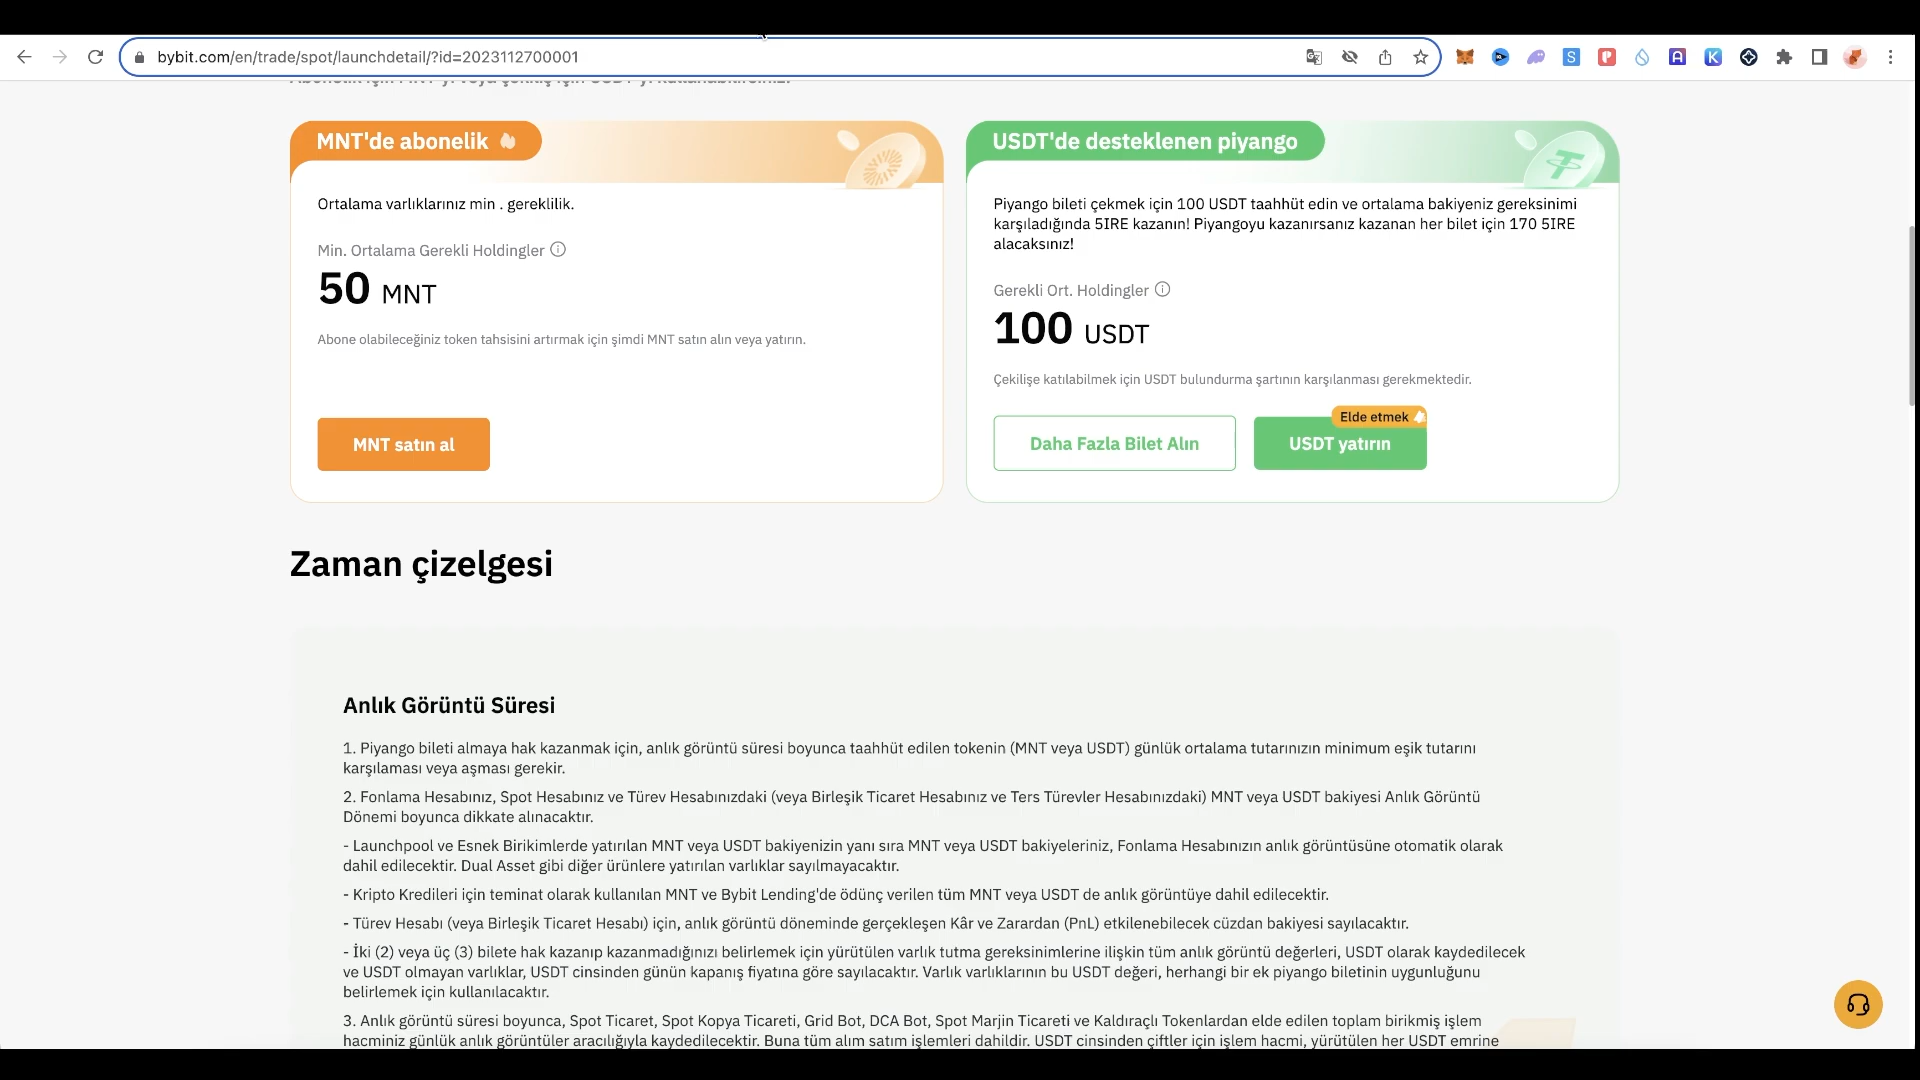 bybit.com/en/trade/spot/launchdetail/?id=2023112700001
Abonelik için MNT'yi veya çekiliş için USDT'yi kullanabilirsiniz.
MNT'de abonelik
Ortalama varlıklarınız min . gereklilik.
Min. Ortalama Gerekli Holdingler
50 MNT
Abone olabileceğiniz token tahsisini artırmak için şimdi MNT satın alın veya yatırın.
MNT satın al
USDT'de desteklenen piyango
Piyango bileti çekmek için 100 USDT taahhüt edin ve ortalama bakiyeniz gereksinimi
karşıladığında 5IRE kazanın! Piyangoyu kazanırsanız kazanan her bilet için 170 5IRE
alacaksınız!
Gerekli Ort. Holdingler
100 USDT
Çekilişe katılabilmek için USDT bulundurma şartının karşılanması gerekmektedir.
Daha Fazla Bilet Alın
Elde etmek
USDT yatırın
Zaman çizelgesi
Anlık Görüntü Süresi
1. Piyango bileti almaya hak kazanmak için, anlık görüntü süresi boyunca taahhüt edilen tokenin (MNT veya USDT) günlük ortalama tutarınızın minimum eşik tutarını
karşılaması veya aşması gerekir.
2. Fonlama Hesabınız, Spot Hesabınız ve Türev Hesabınızdaki (veya Birleşik Ticaret Hesabınız ve Ters Türevler Hesabınızdaki) MNT veya USDT bakiyesi Anlık Görüntü
Dönemi boyunca dikkate alınacaktır.
- Launchpool ve Esnek Birikimlerde yatırılan MNT veya USDT bakiyenizin yanı sıra MNT veya USDT bakiyeleriniz, Fonlama Hesabınızın anlık görüntüsüne otomatik olarak
dahil edilecektir. Dual Asset gibi diğer ürünlere yatırılan varlıklar sayılmayacaktır.
- Kripto Kredileri için teminat olarak kullanılan MNT ve Bybit Lending'de ödünç verilen tüm MNT veya USDT de anlık görüntüye dahil edilecektir.
- Türev Hesabı (veya Birleşik Ticaret Hesabı) için, anlık görüntü döneminde gerçekleşen Kâr ve Zarardan (PnL) etkilenebilecek cüzdan bakiyesi sayılacaktır.
- İki (2) veya üç (3) bilete hak kazanıp kazanmadığınızı belirlemek için yürütülen varlık tutma gereksinimlerine ilişkin tüm anlık görüntü değerleri, USDT olarak kaydedilecek
ve USDT olmayan varlıklar, USDT cinsinden günün kapanış fiyatına göre sayılacaktır. Varlık varlıklarının bu USDT değeri, herhangi bir ek piyango biletinin uygunluğunu
belirlemek için kullanılacaktır.
3. Anlık görüntü süresi boyunca, Spot Ticaret, Spot Kopya Ticareti, Grid Bot, DCA Bot, Spot Marjin Ticareti ve Kaldıraçlı Tokenlardan elde edilen toplam birikmiş işlem
hacminiz günlük anlık görüntüler aracılığıyla kaydedilecektir. Buna tüm alım satım işlemleri dahildir. USDT cinsinden çiftler için işlem hacmi, yürütülen her USDT emrine